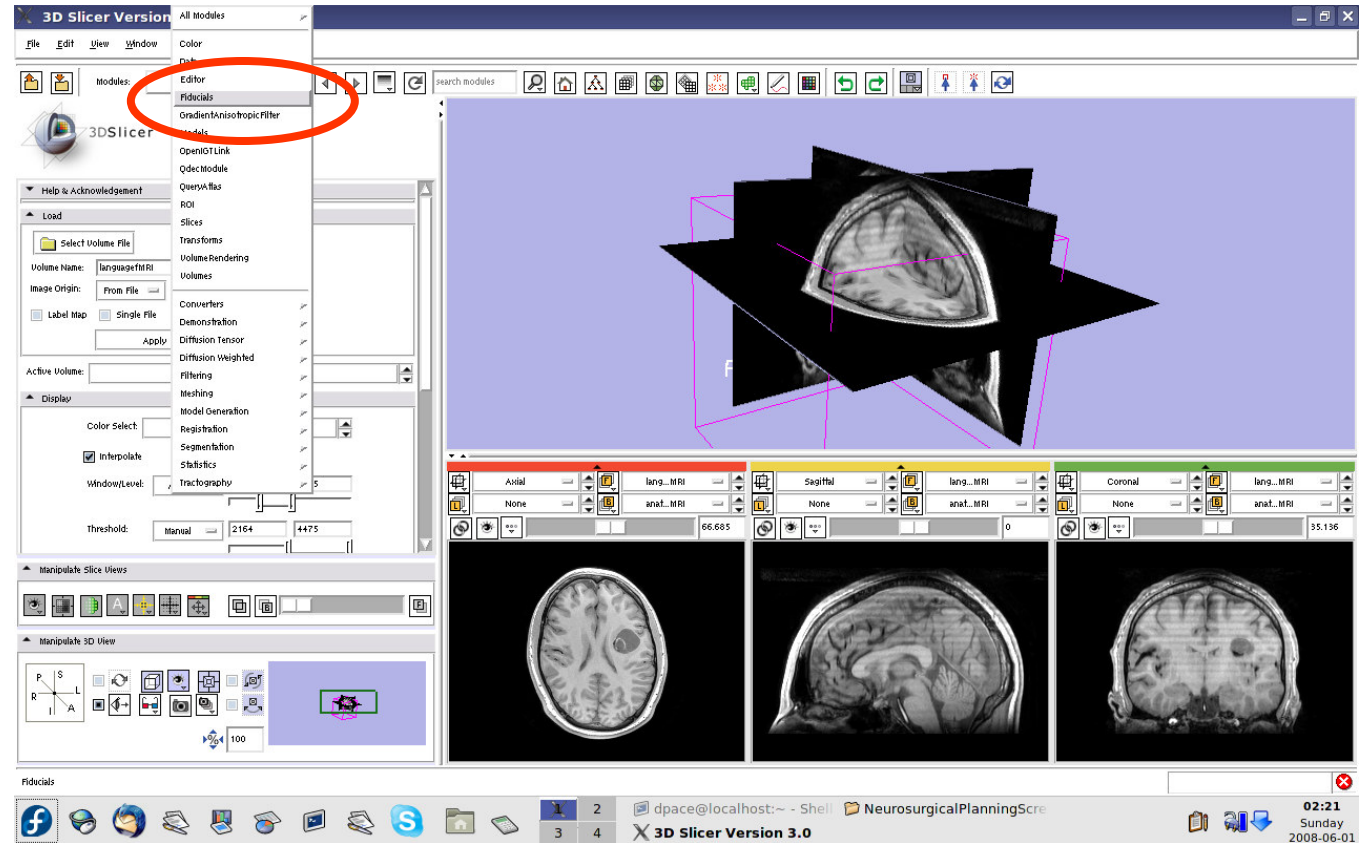 3D Slicer Version
File Edit View Window
Modules:
search modules
3DSlicer
All Modules
Color
Data
Editor
Fiducials
GradientAnisotropicFilter
Models
OpenIGTLink
QdecModule
QueryAtlas
ROI
Slices
Transforms
VolumeRendering
Volumes
Converters
Demonstration
Diffusion Tensor
Diffusion Weighted
Filtering
Meshing
Model Generation
Registration
Segmentation
Statistics
Tractography
Help & Acknowledgement
Load
Select Volume File
Volume Name: languagefMRI
Image Origin: From File
Label Map Single File
Apply
Active Volume:
Display
Color Select:
Interpolate
Window/Level:
5
Threshold: Manual 2164 4475
Manipulate Slice Views
A
F
Manipulate 3D View
P S
R L
I A
% 100
Axial lang...MRI
None anat...MRI
66.685
Sagittal lang...MRI
None anat...MRI
0
Coronal lang...MRI
None anat...MRI
35.136
Fiducials
1 2
3 4
dpace@localhost:~ - Shell
NeurosurgicalPlanningScre
3D Slicer Version 3.0
02:21
Sunday
2008-06-01